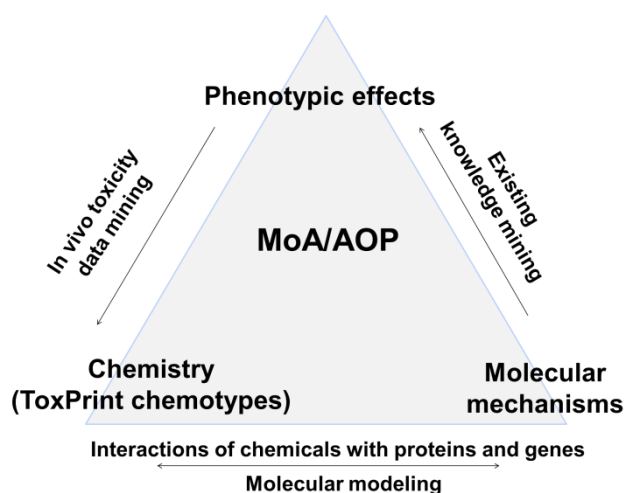 Phenotypic effects
In vivo toxicity
data mining
Existing
knowledge mining
MoA/AOP
Chemistry
(ToxPrint chemotypes)
Molecular
mechanisms
Interactions of chemicals with proteins and genes
Molecular modeling